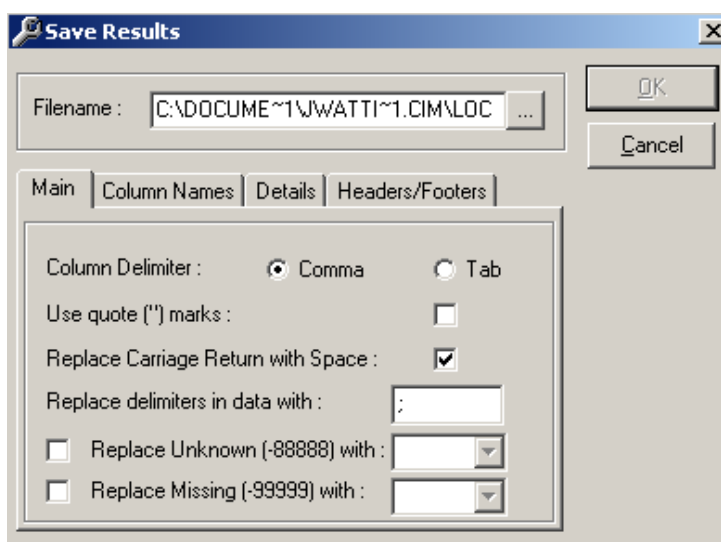 Save Results
Filename : C:\DOCUME~1\JWATTI~1.CIM\LOC ...
OK
Cancel
Main Column Names Details Headers/Footers
Column Delimiter : Comma Tab
Use quote (") marks :
Replace Carriage Return with Space :
Replace delimiters in data with : ;
Replace Unknown (-88888) with :
Replace Missing (-99999) with :